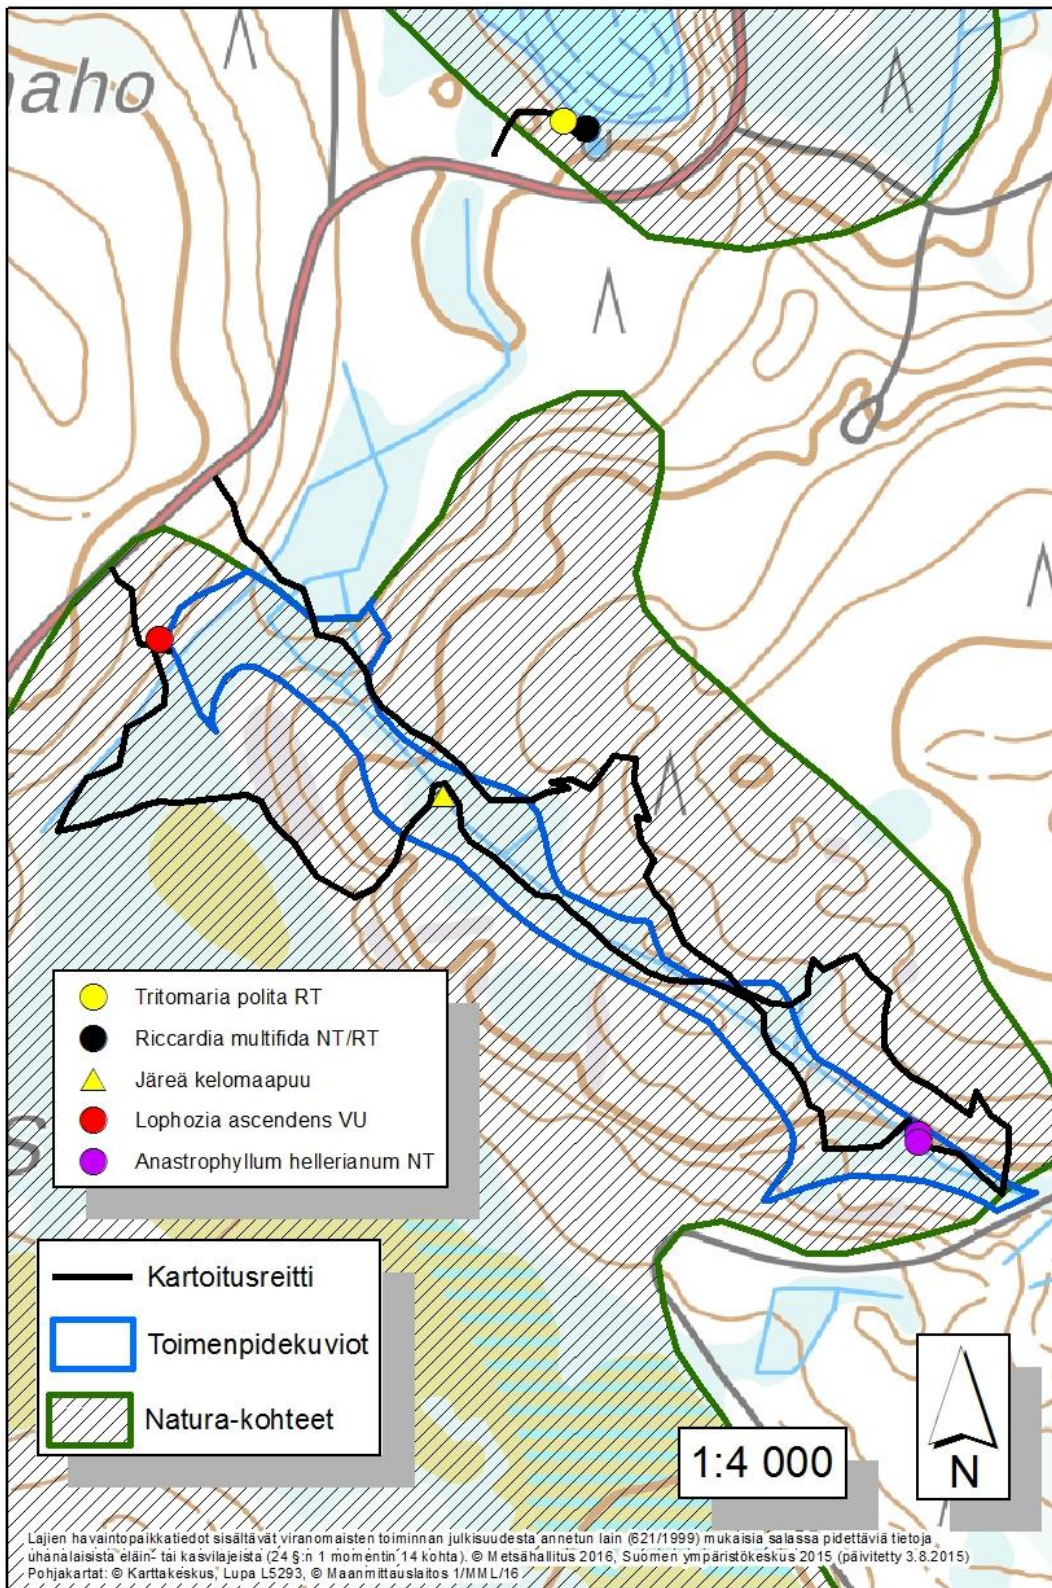 aho
S
Tritomaria polita RT
Riccardia multifida NT/RT
Järeä kelomaapuu
Lophozia ascendens VU
Anastrophyllum hellerianum NT
Kartoitusreitti
Toimenpidekuviot
Natura-kohteet
1:4 000
N
Lajien havaintopaikkatiedot sisältävät viranomaisten toiminnan julkisuudesta annetun lain (621/1999) mukaisia salassa pidettäviä tietoja
uhanalaisista eläin- tai kasvilajeista (24 §:n 1 momentin 14 kohta). © Metsähallitus 2016, Suomen ympäristökeskus 2015 (päivitetty 3.8.2015)
Pohjakartat: © Karttakeskus, Lupa L5293, © Maanmittauslaitos 1/MML/16